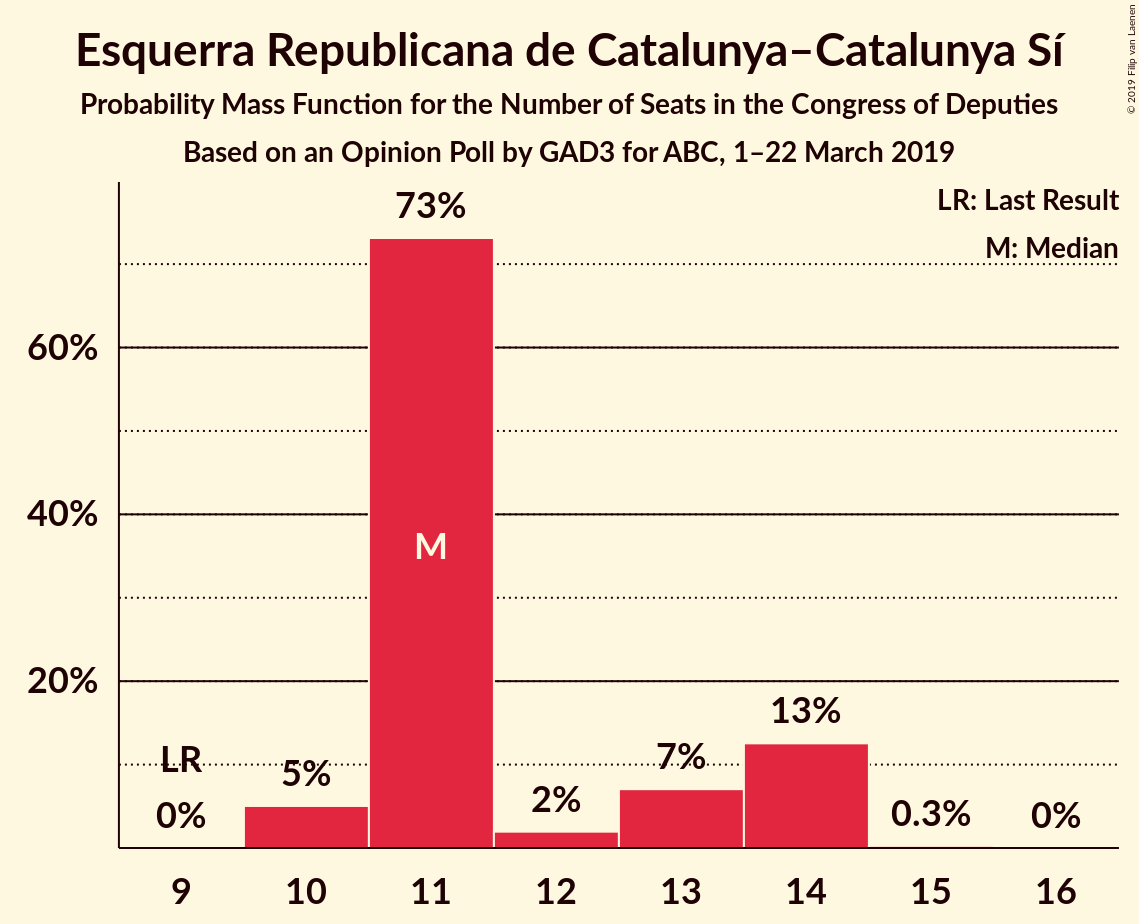 Esquerra Republicana de Catalunya–Catalunya Sí
Probability Mass Function for the Number of Seats in the Congress of Deputies
Based on an Opinion Poll by GAD3 for ABC, 1–22 March 2019
© 2019 Filip van Laenen
LR: Last Result
M: Median
73%
60%
40%
M
20%
13%
LR
7%
5%
2%
0%
0.3%
0%
9 10 11 12 13 14 15 16